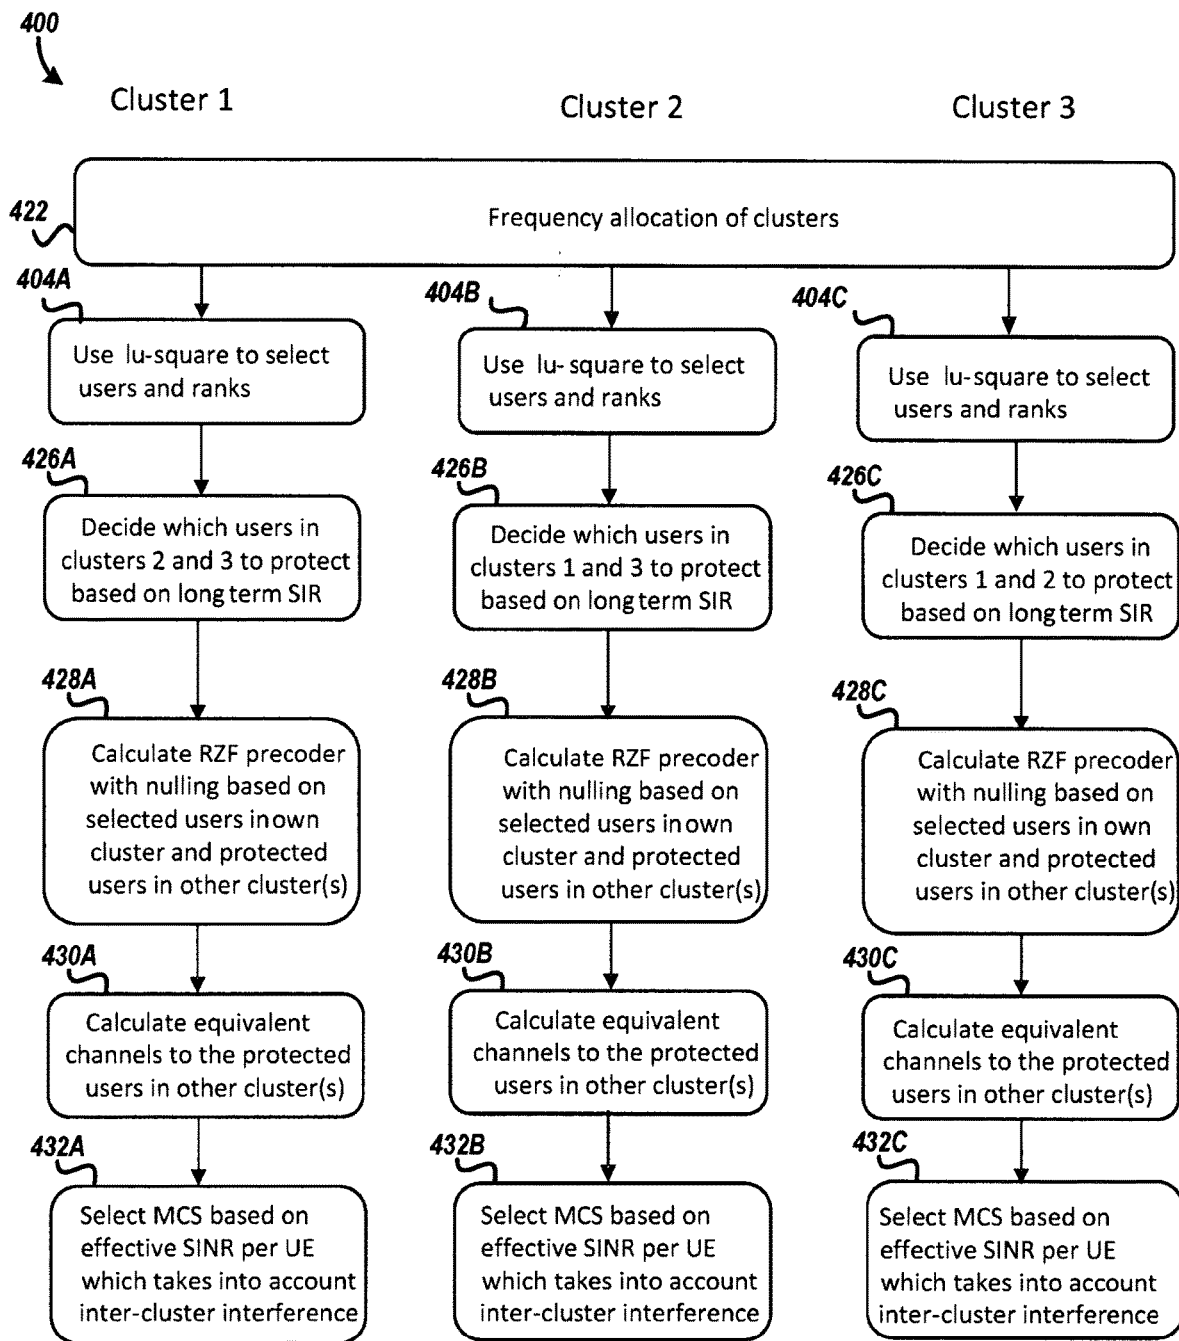 400
Cluster 1
Cluster 2
Cluster 3
422
Frequency allocation of clusters
404A
Use lu-square to select
users and ranks
404B
Use lu- square to select
users and ranks
404C
Use lu-square to select
users and ranks
426A
Decide which users in
clusters 2 and 3 to protect
based on long term SIR
426B
Decide which users in
clusters 1 and 3 to protect
based on long term SIR
426C
Decide which users in
clusters 1 and 2 to protect
based on long term SIR
428A
Calculate RZF precoder
with nulling based on
selected users in own
cluster and protected
users in other cluster(s)
428B
Calculate RZF precoder
with nulling based on
selected users in own
cluster and protected
users in other cluster(s)
428C
Calculate RZF precoder
with nulling based on
selected users in own
cluster and protected
users in other cluster(s)
430A
Calculate equivalent
channels to the protected
users in other cluster(s)
430B
Calculate equivalent
channels to the protected
users in other cluster(s)
430C
Calculate equivalent
channels to the protected
users in other cluster(s)
432A
Select MCS based on
effective SINR per UE
which takes into account
inter-cluster interference
432B
Select MCS based on
effective SINR per UE
which takes into account
inter-cluster interference
432C
Select MCS based on
effective SINR per UE
which takes into account
inter-cluster interference